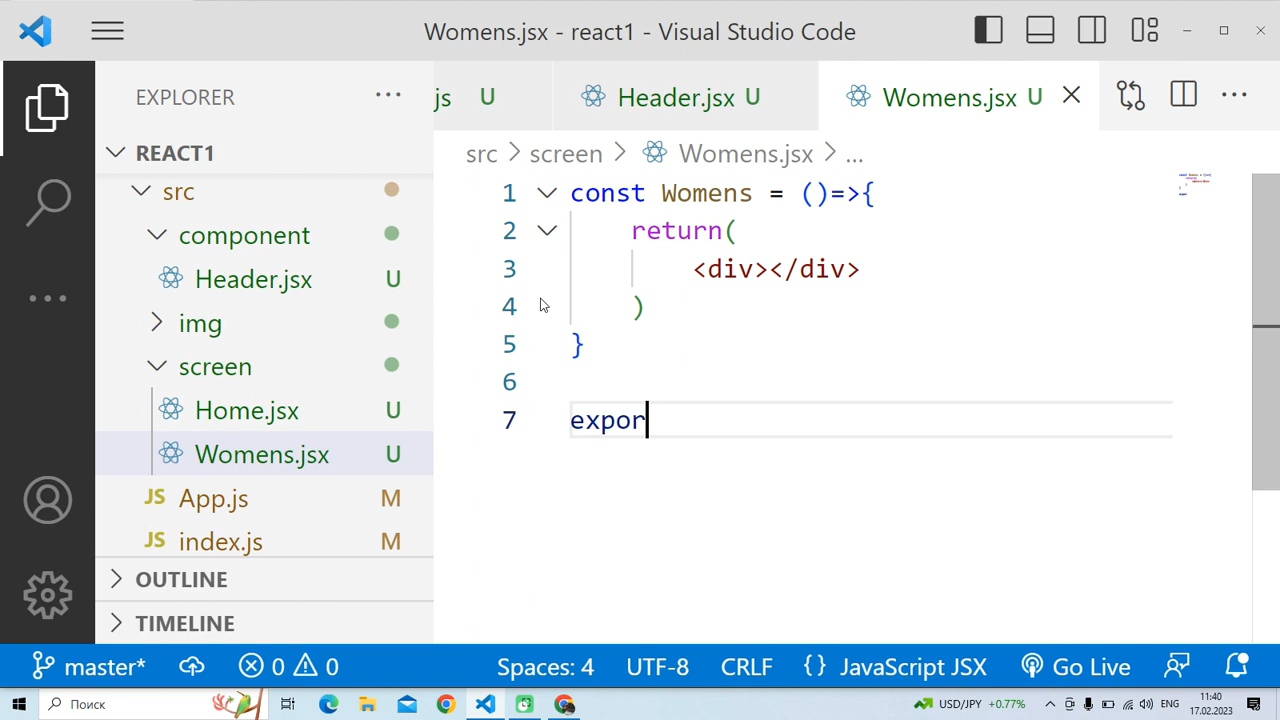 Womens.jsx - react1 - Visual Studio Code
EXPLORER
REACT1
src
component
Header.jsx U
img
screen
Home.jsx U
Womens.jsx U
JS App.js M
JS index.js M
OUTLINE
TIMELINE
js U
Header.jsx U
Womens.jsx U
src > screen > Womens.jsx > ...
1 const Womens = ()=>{
2 return(
3 <div></div>
4 )
5 }
6
7 expor
master* 0 0 Spaces: 4 UTF-8 CRLF {} JavaScript JSX Go Live
Поиск USD/JPY +0.77% ENG 11:40
17.02.2023